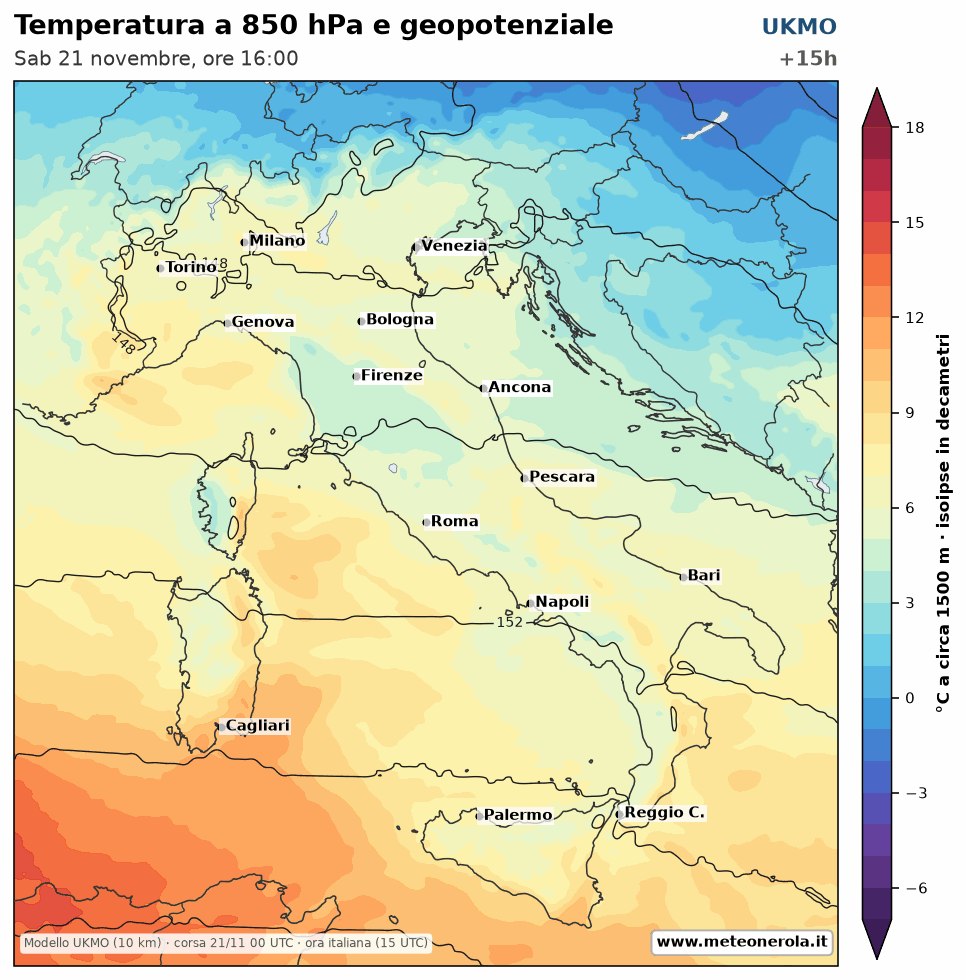 Temperatura a 850 hPa e geopotenziale
UKMO
Sab 21 novembre, ore 16:00
+15h
18
15
12
9
6
3
0
−3
−6
°C a circa 1500 m · isoipse in decametri
Milano
Venezia
Torino
148
Genova
Bologna
148
Firenze
Ancona
Pescara
Roma
Bari
Napoli
152
Cagliari
Palermo
Reggio C.
Modello UKMO (10 km) · corsa 21/11 00 UTC · ora italiana (15 UTC)
www.meteonerola.it